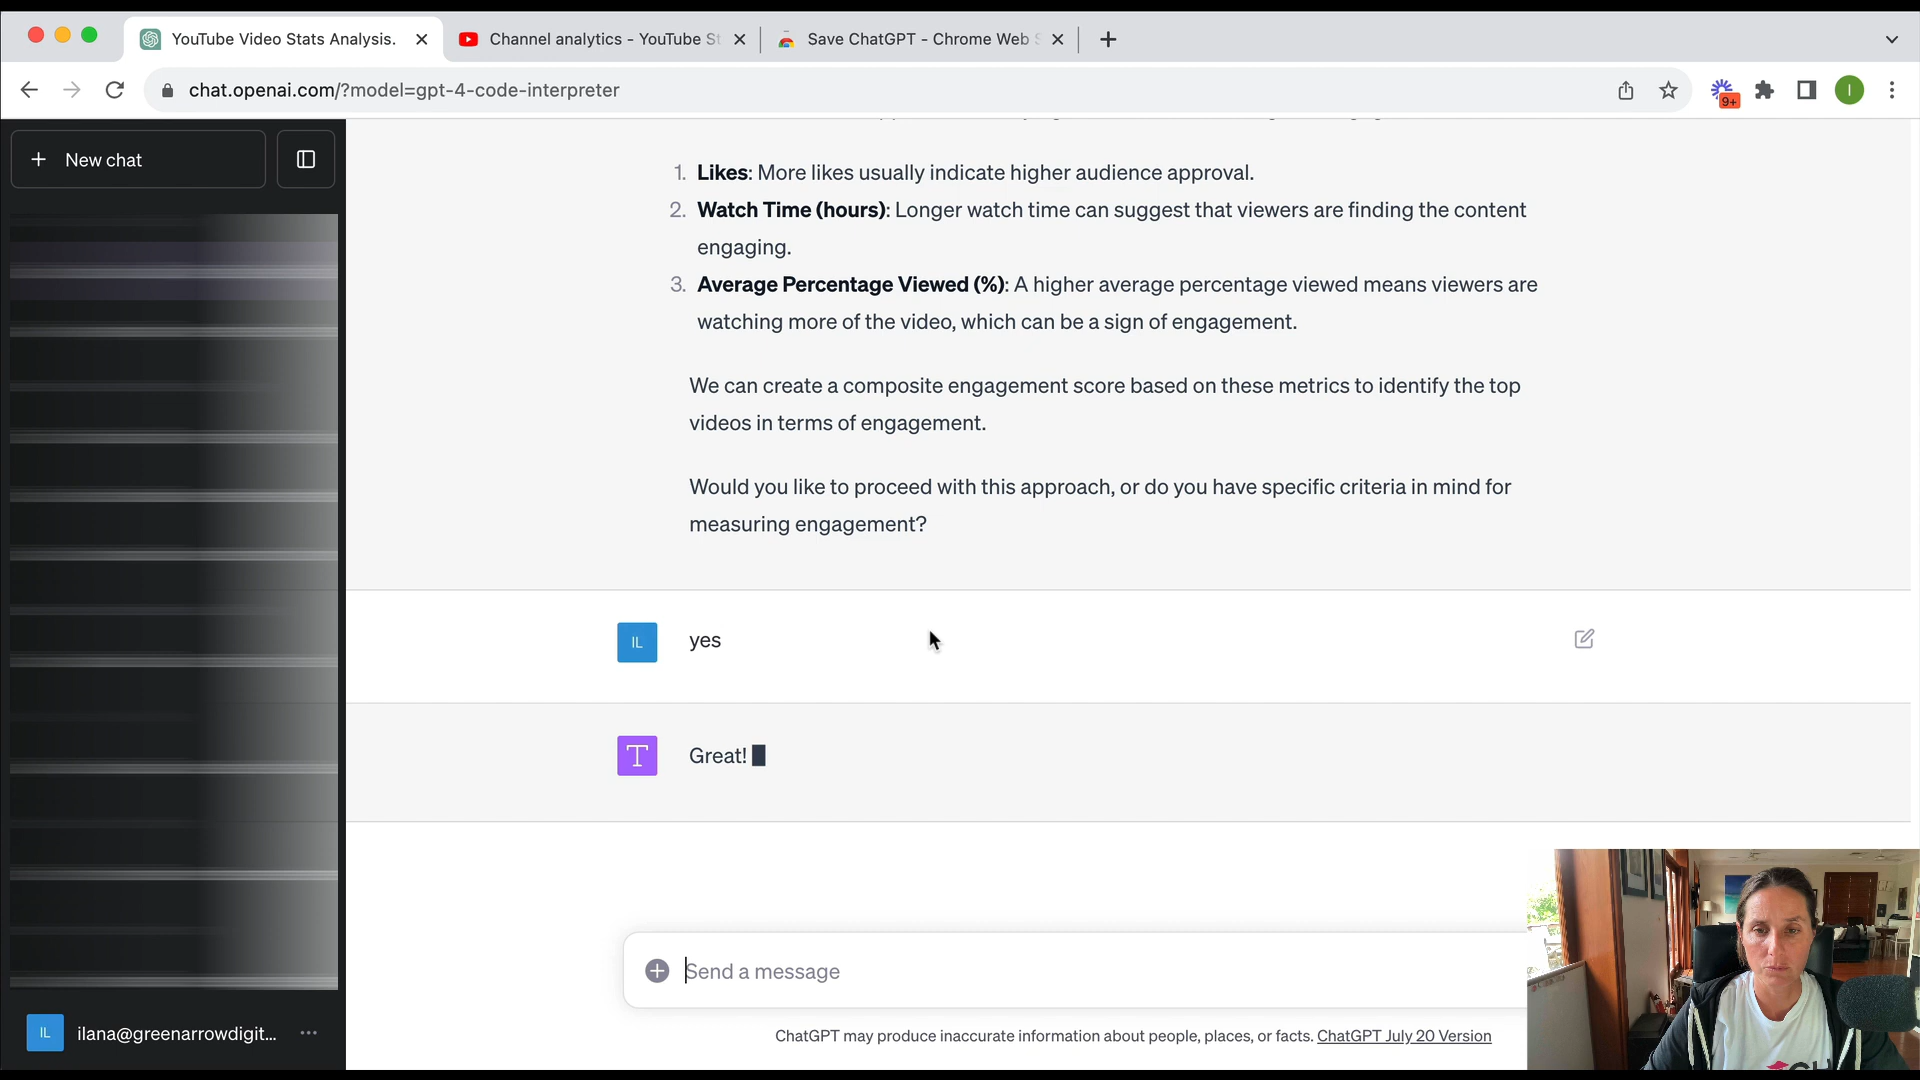 YouTube Video Stats Analysis.
Channel analytics - YouTube St
Save ChatGPT - Chrome Web S
chat.openai.com/?model=gpt-4-code-interpreter
9+
I
New chat
1. Likes: More likes usually indicate higher audience approval.
2. Watch Time (hours): Longer watch time can suggest that viewers are finding the content
engaging.
3. Average Percentage Viewed (%): A higher average percentage viewed means viewers are
watching more of the video, which can be a sign of engagement.
We can create a composite engagement score based on these metrics to identify the top
videos in terms of engagement.
Would you like to proceed with this approach, or do you have specific criteria in mind for
measuring engagement?
IL
yes
T
Great!
Send a message
IL
ilana@greenarrowdigit...
ChatGPT may produce inaccurate information about people, places, or facts. ChatGPT July 20 Version